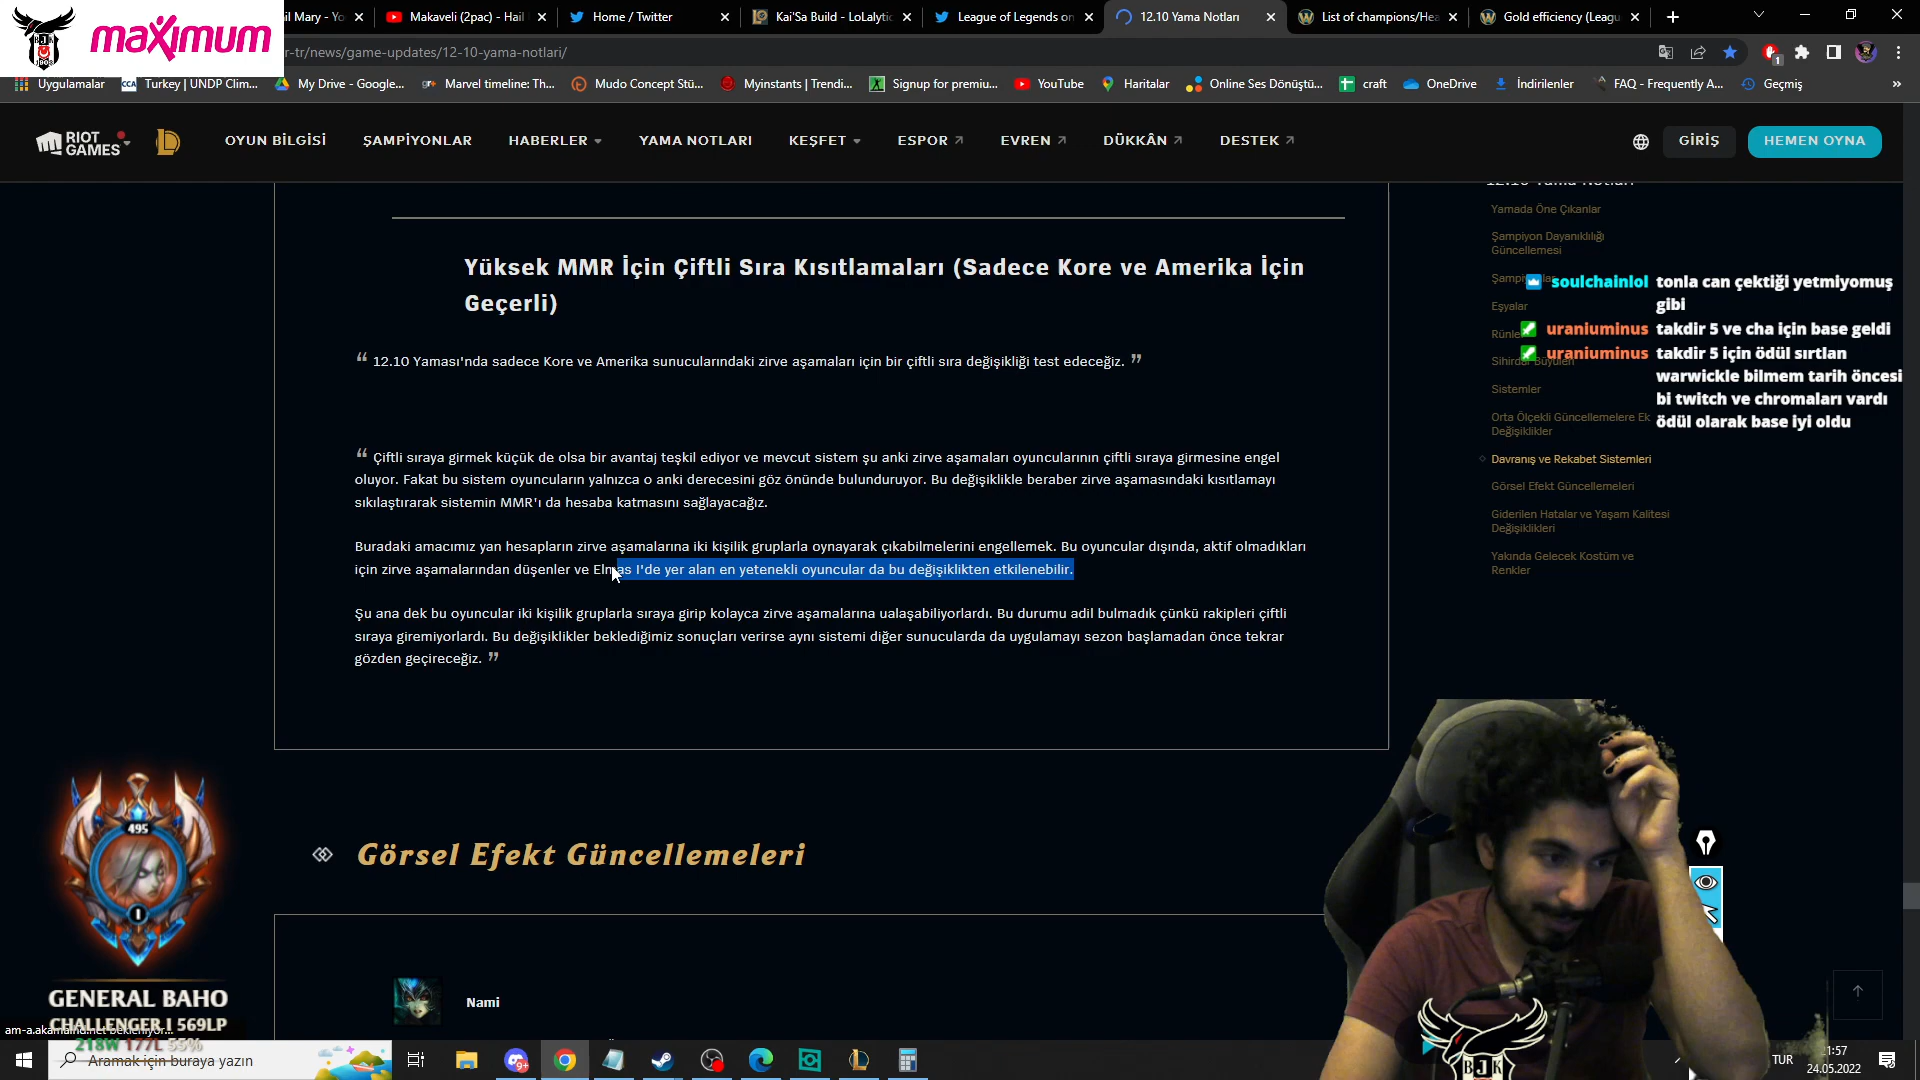 BJK
1903
maXimum
il Mary - Yo
Makaveli (2pac) - Hail
Home / Twitter
Kai'Sa Build - LoLalytic
League of Legends on
12.10 Yama Notları
List of champions/Hea
Gold efficiency (Leagu
r-tr/news/game-updates/12-10-yama-notlari/
1
Uygulamalar
CCA
Turkey | UNDP Clim...
My Drive - Google...
Marvel timeline: Th...
Mudo Concept Stü...
Myinstants | Trendi...
Signup for premiu...
YouTube
Haritalar
Online Ses Dönüştü...
craft
OneDrive
İndirilenler
FAQ - Frequently A...
Geçmiş
»
RIOT
GAMES
OYUN BİLGİSİ
ŞAMPİYONLAR
HABERLER
YAMA NOTLARI
KEŞFET
ESPOR
EVREN
DÜKKÂN
DESTEK
GİRİŞ
HEMEN OYNA
Yüksek MMR İçin Çiftli Sıra Kısıtlamaları (Sadece Kore ve Amerika İçin
Geçerli)
“ 12.10 Yaması'nda sadece Kore ve Amerika sunucularındaki zirve aşamaları için bir çiftli sıra değişikliği test edeceğiz. ”
“ Çiftli sıraya girmek küçük de olsa bir avantaj teşkil ediyor ve mevcut sistem şu anki zirve aşamaları oyuncularının çiftli sıraya girmesine engel
oluyor. Fakat bu sistem oyuncuların yalnızca o anki derecesini göz önünde bulunduruyor. Bu değişiklikle beraber zirve aşamasındaki kısıtlamayı
sıkılaştırarak sistemin MMR'ı da hesaba katmasını sağlayacağız.
Buradaki amacımız yan hesapların zirve aşamalarına iki kişilik gruplarla oynayarak çıkabilmelerini engellemek. Bu oyuncular dışında, aktif olmadıkları
için zirve aşamalarından düşenler ve Elmas I'de yer alan en yetenekli oyuncular da bu değişiklikten etkilenebilir.
Şu ana dek bu oyuncular iki kişilik gruplarla sıraya girip kolayca zirve aşamalarına ualaşabiliyorlardı. Bu durumu adil bulmadık çünkü rakipleri çiftli
sıraya giremiyorlardı. Bu değişiklikler beklediğimiz sonuçları verirse aynı sistemi diğer sunucularda da uygulamayı sezon başlamadan önce tekrar
gözden geçireceğiz. ”
Görsel Efekt Güncellemeleri
Nami
12.10 Yama Notları
Yamada Öne Çıkanlar
Şampiyon Dayanıklılığı
Güncellemesi
Eşyalar
Sistemler
Orta Ölçekli Güncellemelere Ek
Değişiklikler
Davranış ve Rekabet Sistemleri
Görsel Efekt Güncellemeleri
Giderilen Hatalar ve Yaşam Kalitesi
Değişiklikleri
Yakında Gelecek Kostüm ve
Renkler
soulchainlol tonla can çektiği yetmiyomuş
gibi
uraniuminus takdir 5 ve cha için base geldi
uraniuminus takdir 5 için ödül sırtlan
warwickle bilmem tarih öncesi
bi twitch ve chromaları vardı
ödül olarak base iyi oldu
495
I
GENERAL BAHO
CHALLENGER I 569LP
218W 177L 55%
Aramak için buraya yazın
9+
BJK
TUR
21:57
24.05.2022